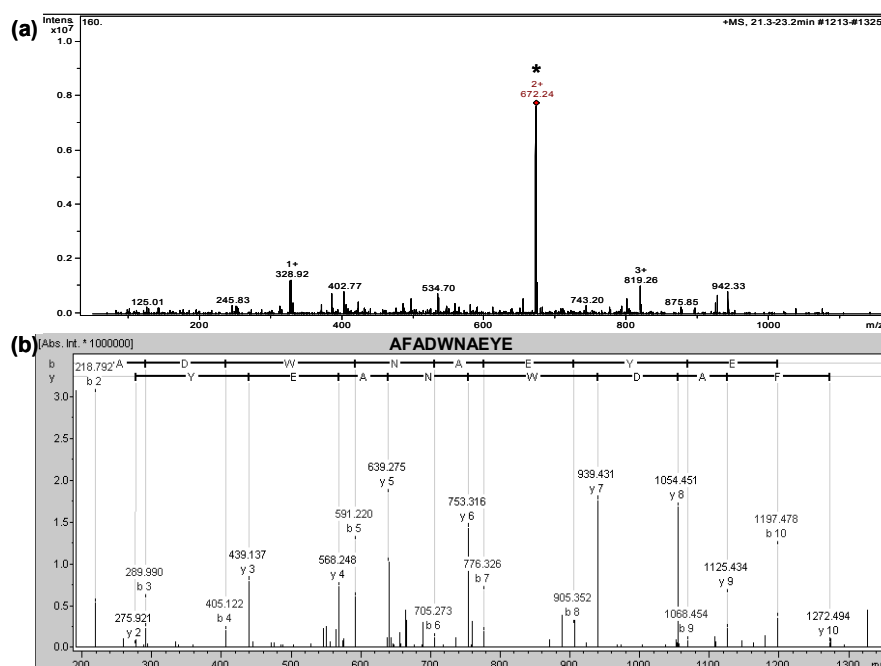 (a)
Intens.
x10⁷
160.
+MS, 21.3-23.2min #1213-#1325
1.0
0.8
0.6
0.4
0.2
0.0
*
2+
672.24
1+
328.92
125.01
245.83
402.77
534.70
743.20
3+
819.26
875.85
942.33
200
400
600
800
1000
m/z
(b)
[Abs. Int. * 1000000]
AFADWNAEYE
b A D W N A E Y E
y Y E A N W D A F
3.0
2.5
2.0
1.5
1.0
0.5
0.0
218.792
b 2
275.921
y 2
289.990
b 3
405.122
b 4
439.137
y 3
568.248
y 4
591.220
b 5
639.275
y 5
705.273
b 6
753.316
y 6
776.326
b 7
905.352
b 8
939.431
y 7
1054.451
y 8
1068.454
b 9
1125.434
y 9
1197.478
b 10
1272.494
y 10
200
300
400
500
600
700
800
900
1000
1100
1200
1300